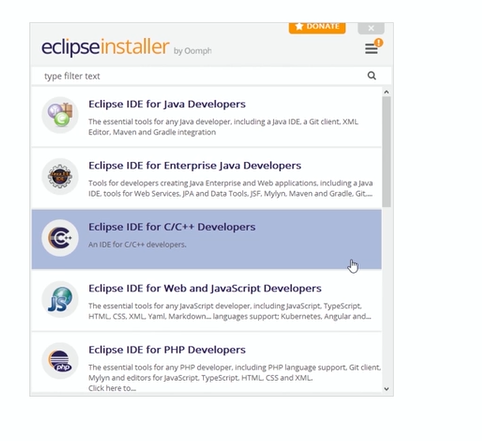 DONATE
eclipseinstaller by Oomph
type filter text
Eclipse IDE for Java Developers
The essential tools for any Java developer, including a Java IDE, a Git client, XML
Editor, Maven and Gradle integration
Eclipse IDE for Enterprise Java Developers
Tools for developers creating Java Enterprise and Web applications, including a Java
IDE, tools for Web Services, JPA and Data Tools, JSF, Mylyn, Maven and Gradle, Git,...
Eclipse IDE for C/C++ Developers
An IDE for C/C++ developers.
Eclipse IDE for Web and JavaScript Developers
The essential tools for any JavaScript developer, including JavaScript, TypeScript,
HTML, CSS, XML, Yaml, Markdown... languages support; Kubernetes, Angular and...
Eclipse IDE for PHP Developers
The essential tools for any PHP developer, including PHP language support, Git client,
Mylyn and editors for JavaScript, TypeScript, HTML, CSS and XML.
Click here to...